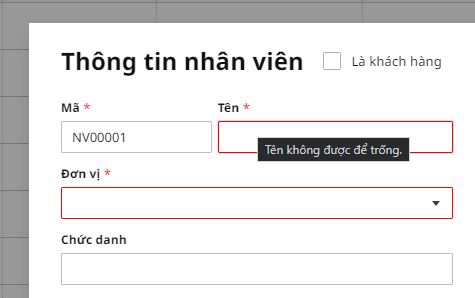 Thông tin nhân viên
Là khách hàng
Mã *
Tên *
NV00001
Tên không được để trống.
Đơn vị *
Chức danh